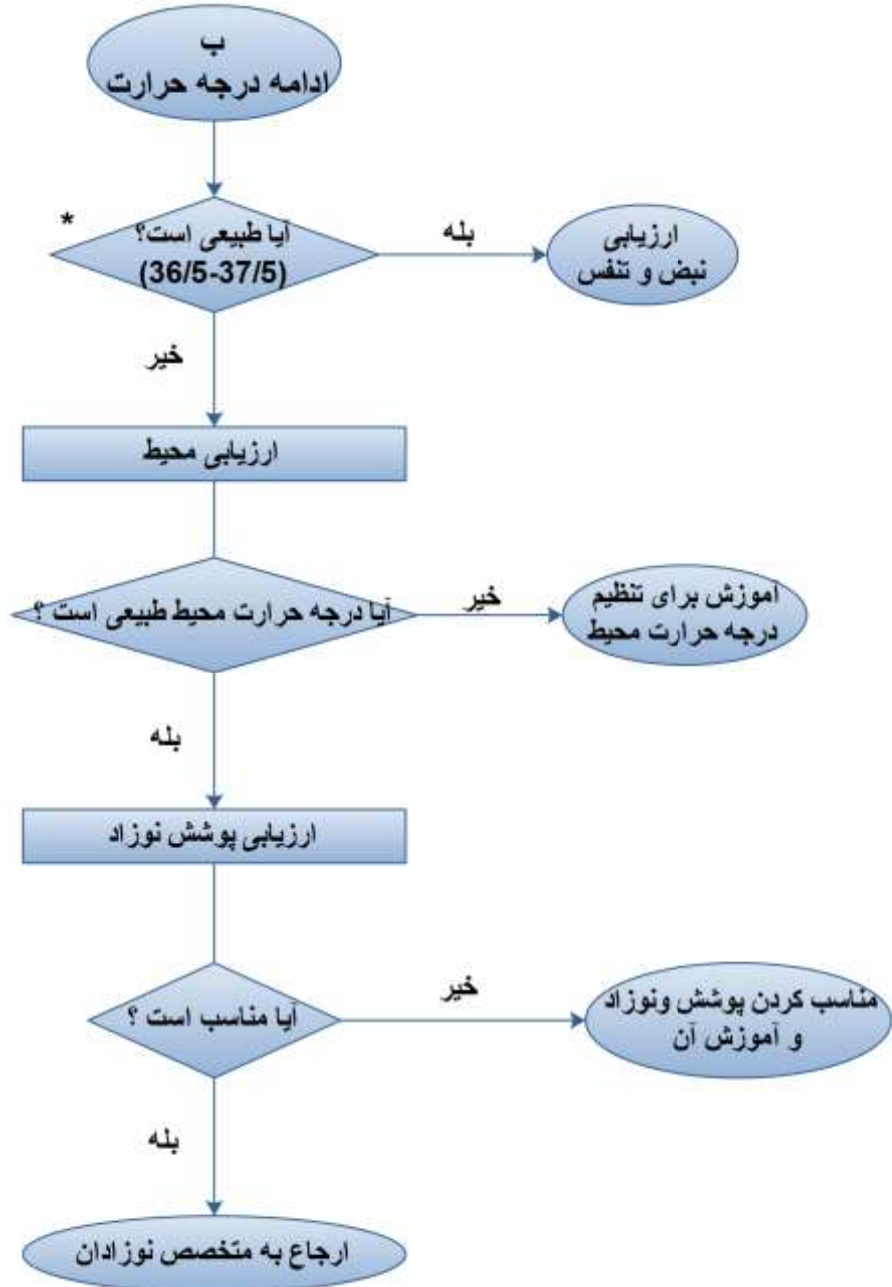 ب
ادامه درجه حرارت
*
آیا طبیعی است؟
(36/5-37/5)
بله
ارزیابی
نبض و تنفس
خیر
ارزیابی محیط
آیا درجه حرارت محیط طبیعی است ؟
خیر
اموزش برای تنظیم
درجه حرارت محیط
بله
ارزیابی پوشش نوزاد
آیا مناسب است ؟
خیر
مناسب کردن پوشش ونوزاد
و آموزش آن
بله
ارجاع به متخصص نوزادان